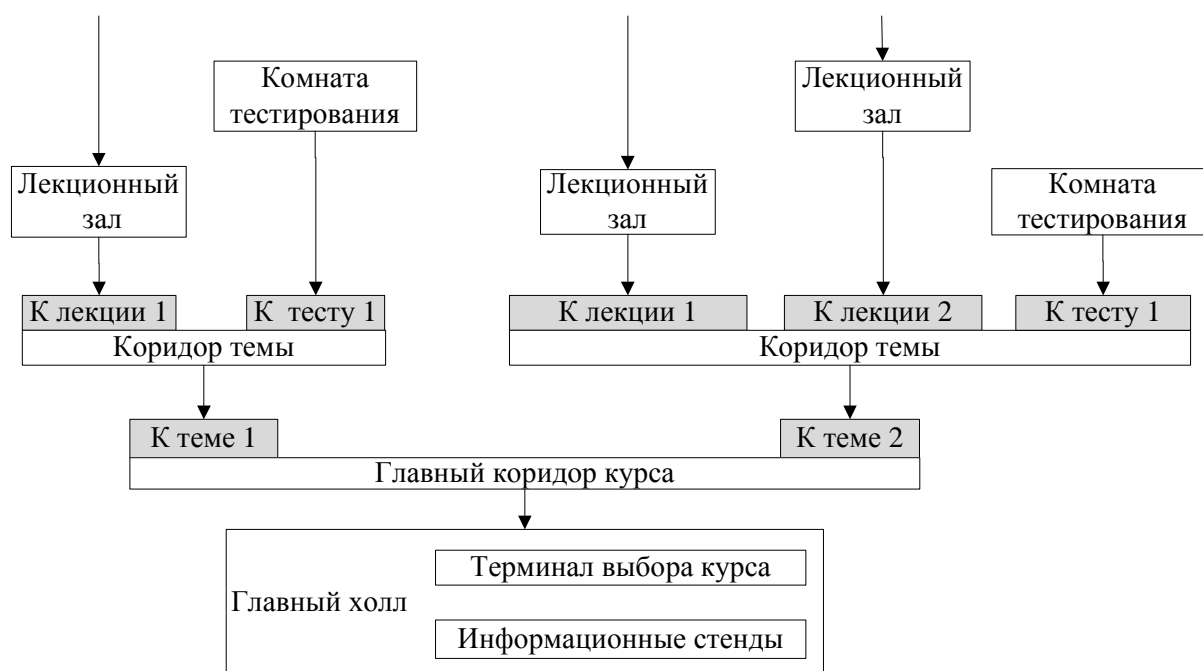 Комната
тестирования
Лекционный
зал
Лекционный
зал
Лекционный
зал
Комната
тестирования
К лекции 1
К тесту 1
К лекции 1
К лекции 2
К тесту 1
Коридор темы
Коридор темы
К теме 1
К теме 2
Главный коридор курса
Терминал выбора курса
Главный холл
Информационные стенды